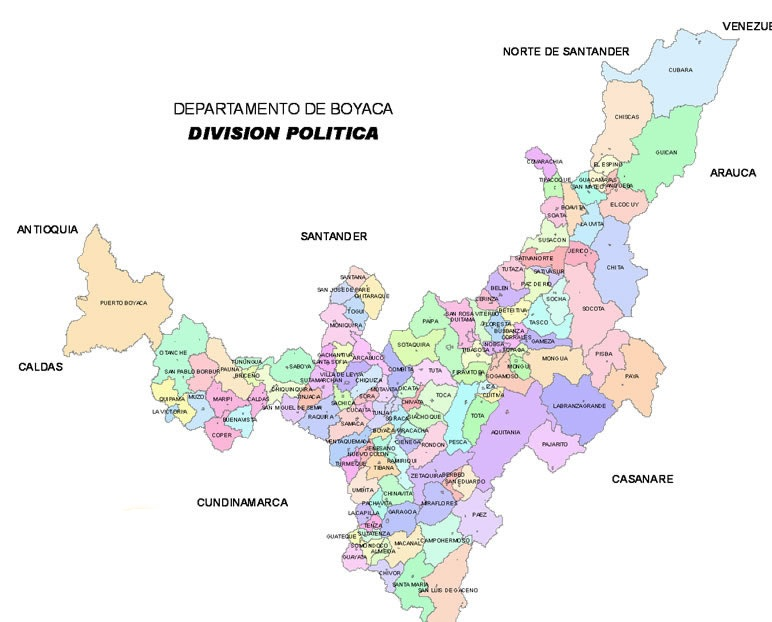 VENEZUE
NORTE DE SANTANDER
CUBARA
DEPARTAMENTO DE BOYACA
DIVISION POLITICA
CHISCAS
GUICAN
COVARACHIA
EL ESPINO
TIPACOQUE
GUACAMAYAS
SAN MATEO
PANQUEBA
ARAUCA
BOAVITA
EL COCUY
SOATA
LA UVITA
ANTIOQUIA
SANTANDER
SUSACON
JERICO
SATIVANORTE
TUTAZA
SATIVASUR
CHITA
SANTANA
PAZ DE RIO
SAN JOSE DE PARE
CHITARAQUE
BELEN
PUERTO BOYACA
CERINZA
SOCHA
TOGUI
BETEITIVA
SOCOTA
SAN ROSA VITERBO
DUITAMA
PAIPA
FLORESTA
TASCO
MONIQUIRA
BUSBANZA
CORRALES
GAMEZA
SOTAQUIRA
NOBSA
OTANCHE
TIBASOSA
TOPAGA
GACHANTIVA
ARCABUCO
MONGUA
PISBA
TUNUNGUA
SANTA SOFIA
CALDAS
SABOYA
MONGUI
PAUNA
SAN PABLO BORBUR
COMBITA
TUTA
FIRAVITOBA
SOGAMOSO
VILLA DE LEYVA
BRICEÑO
PAYA
SUTAMARCHAN
CHIQUIZA
CHIQUINQUIRA
MOTAVITA
OICATA
IZA
CUITIVA
TINJACA
SORA
TOCA
QUIPAMA
MUZO
MARIPI
CALDAS
SACHICA
CHIVATA
LABRANZAGRANDE
SAN MIGUEL DE SEMA
CUCAITA
TUNJA
LA VICTORIA
RAQUIRA
SORACA
SIACHOQUE
TOTA
BUENAVISTA
SAMACA
BOYACA
VIRACACHA
AQUITANIA
COPER
VENTAQUEMADA
CIENEGA
RONDON
PESCA
PAJARITO
JENESANO
NUEVO COLON
RAMIRIQUI
TURMEQUE
TIBANA
ZETAQUIRA
BERBEO
CASANARE
SAN EDUARDO
UMBITA
CHINAVITA
CUNDINAMARCA
PACHAVITA
MIRAFLORES
LA CAPILLA
GARAGOA
PAEZ
TENZA
SUTATENZA
GUATEQUE
CAMPOHERMOSO
SOMONDOCO
MACANAL
ALMEIDA
GUAYATA
CHIVOR
SANTA MARIA
SAN LUIS DE GACENO